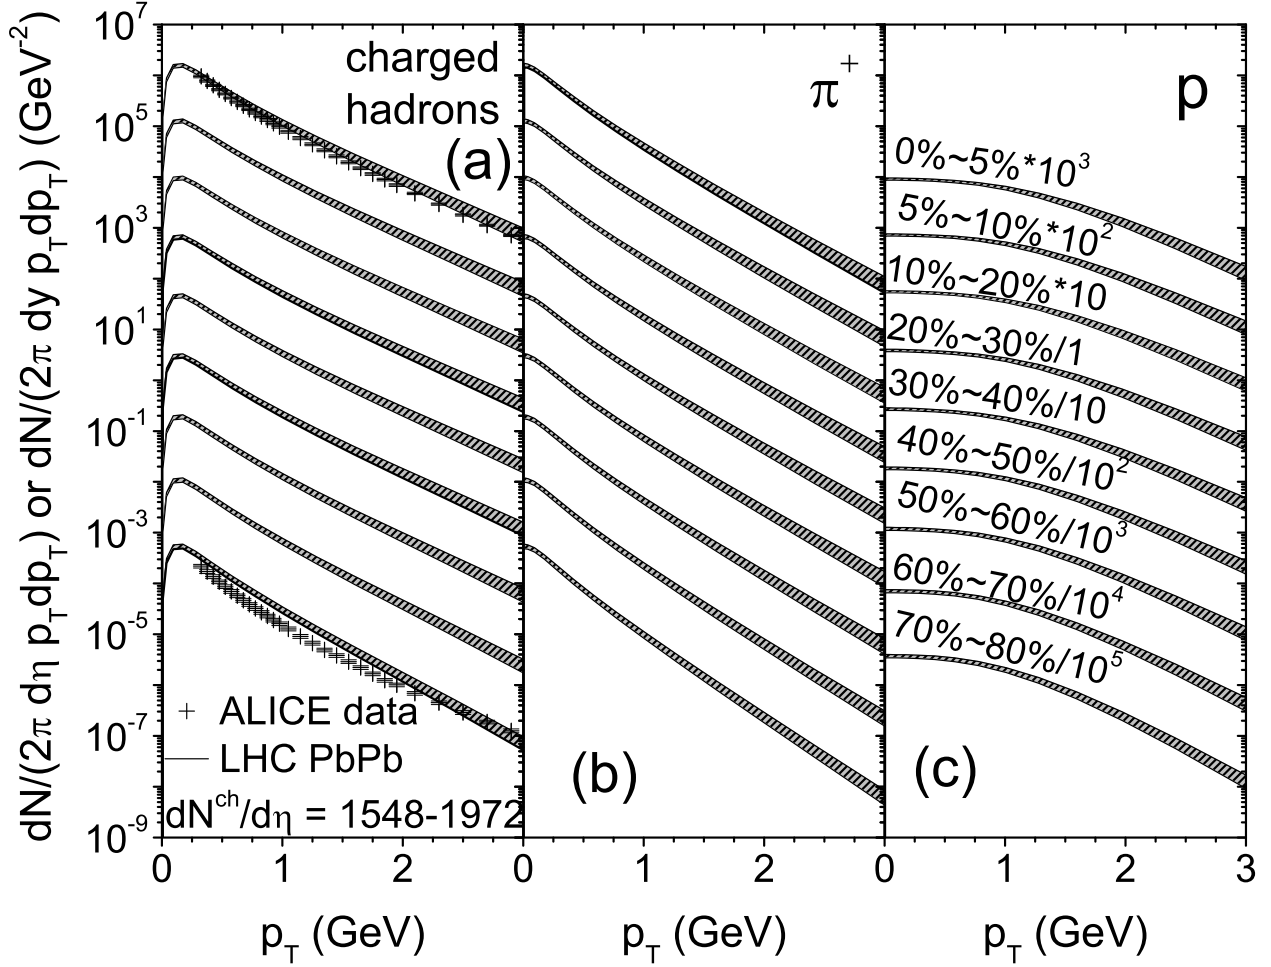 dN/(2π dη p_T dp_T) or dN/(2π dy p_T dp_T) (GeV^-2)
10^7
10^5
10^3
10^1
10^-1
10^-3
10^-5
10^-7
10^-9
charged
hadrons
(a)
+ ALICE data
— LHC PbPb
dN^ch/dη = 1548-1972
0 1 2
p_T (GeV)
π^+
(b)
0 1 2
p_T (GeV)
p
0%~5%*10^3
5%~10%*10^2
10%~20%*10
20%~30%/1
30%~40%/10
40%~50%/10^2
50%~60%/10^3
60%~70%/10^4
70%~80%/10^5
(c)
0 1 2 3
p_T (GeV)